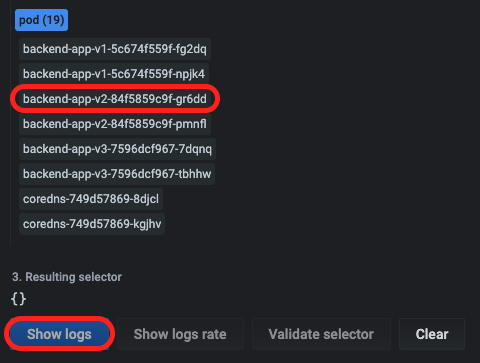 pod (19)
backend-app-v1-5c674f559f-fg2dq
backend-app-v1-5c674f559f-npjk4
backend-app-v2-84f5859c9f-gr6dd
backend-app-v2-84f5859c9f-pmnfl
backend-app-v3-7596dcf967-7dqnq
backend-app-v3-7596dcf967-tbhhw
coredns-749d57869-8djcl
coredns-749d57869-kgjhv
3. Resulting selector
{}
Show logs Show logs rate Validate selector Clear